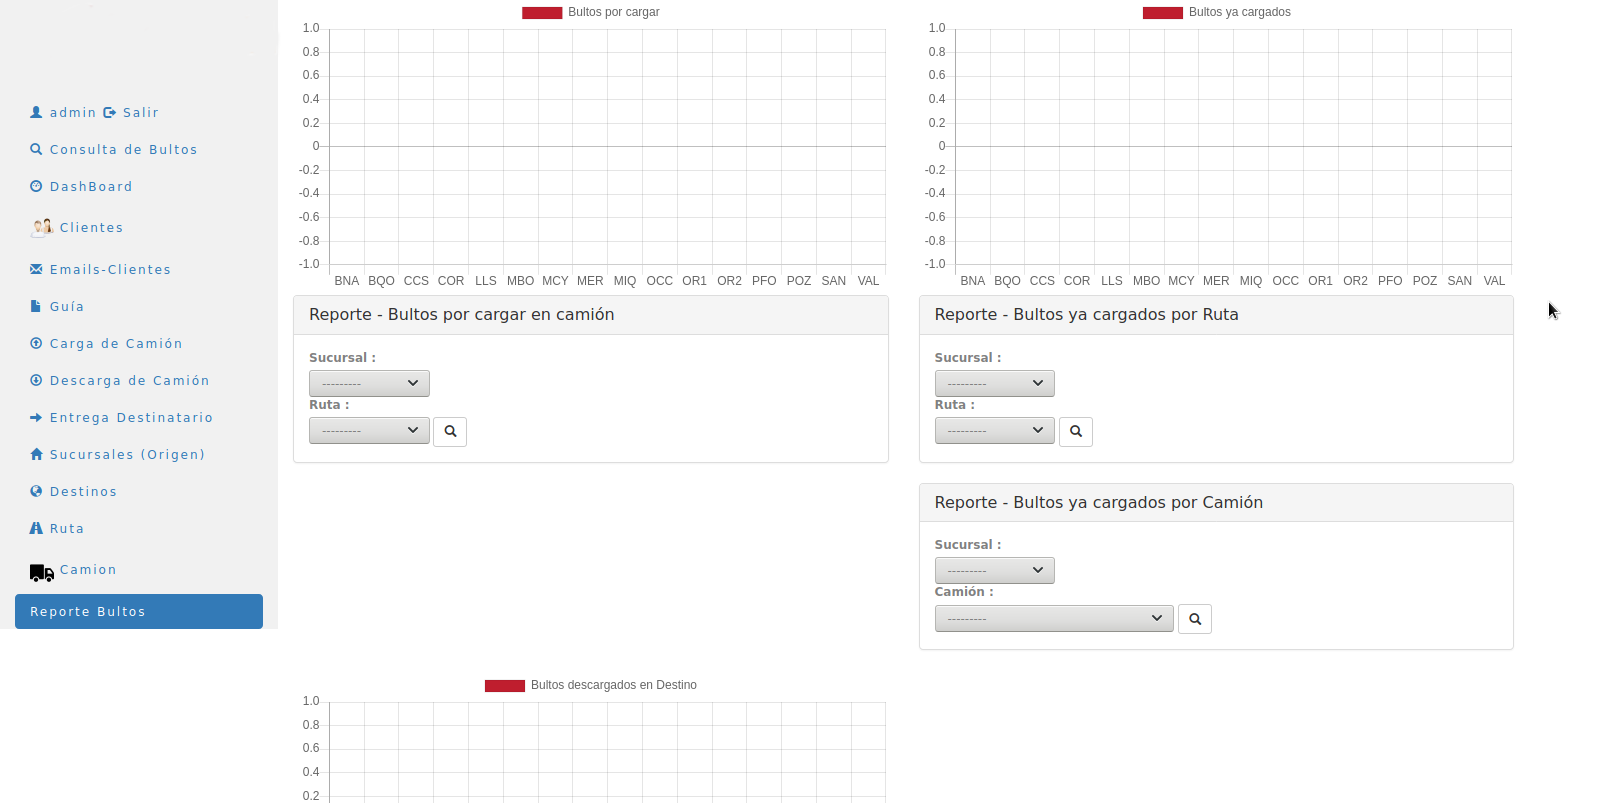 admin Salir
Consulta de Bultos
DashBoard
Clientes
Emails-Clientes
Guía
Carga de Camión
Descarga de Camión
Entrega Destinatario
Sucursales (Origen)
Destinos
Ruta
Camion
Reporte Bultos
Bultos por cargar
1.0
0.8
0.6
0.4
0.2
0
-0.2
-0.4
-0.6
-0.8
-1.0
BNA BQO CCS COR LLS MBO MCY MER MIQ OCC OR1 OR2 PFO POZ SAN VAL
Reporte - Bultos por cargar en camión
Sucursal :
---------
Ruta :
---------
Bultos ya cargados
1.0
0.8
0.6
0.4
0.2
0
-0.2
-0.4
-0.6
-0.8
-1.0
BNA BQO CCS COR LLS MBO MCY MER MIQ OCC OR1 OR2 PFO POZ SAN VAL
Reporte - Bultos ya cargados por Ruta
Sucursal :
---------
Ruta :
---------
Reporte - Bultos ya cargados por Camión
Sucursal :
---------
Camión :
---------
Bultos descargados en Destino
1.0
0.8
0.6
0.4
0.2